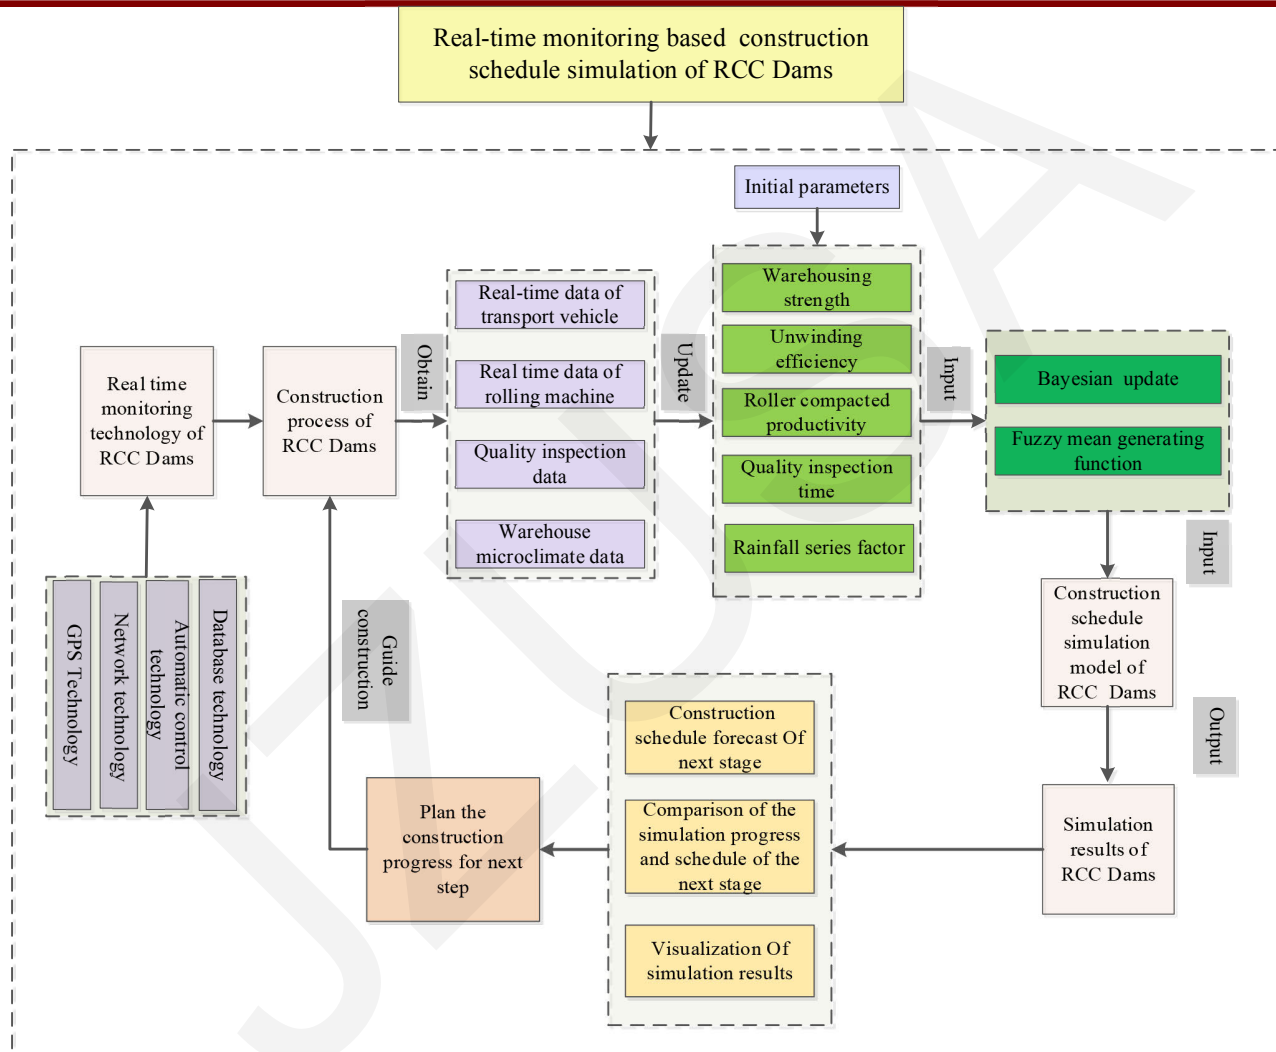 Real-time monitoring based construction
schedule simulation of RCC Dams
Initial parameters
Real time
monitoring
technology of
RCC Dams
GPS Technology
Network technology
Automatic control
technology
Database technology
Construction
process of
RCC Dams
Obtain
Real-time data of
transport vehicle
Real time data of
rolling machine
Quality inspection
data
Warehouse
microclimate data
Update
Warehousing
strength
Unwinding
efficiency
Roller compacted
productivity
Quality inspection
time
Rainfall series factor
Input
Bayesian update
Fuzzy mean generating
function
Input
Construction
schedule
simulation
model of
RCC Dams
Output
Simulation
results of
RCC Dams
Construction
schedule forecast Of
next stage
Comparison of the
simulation progress
and schedule of the
next stage
Visualization Of
simulation results
Plan the
construction
progress for next
step
Guide
construction
JZUSA